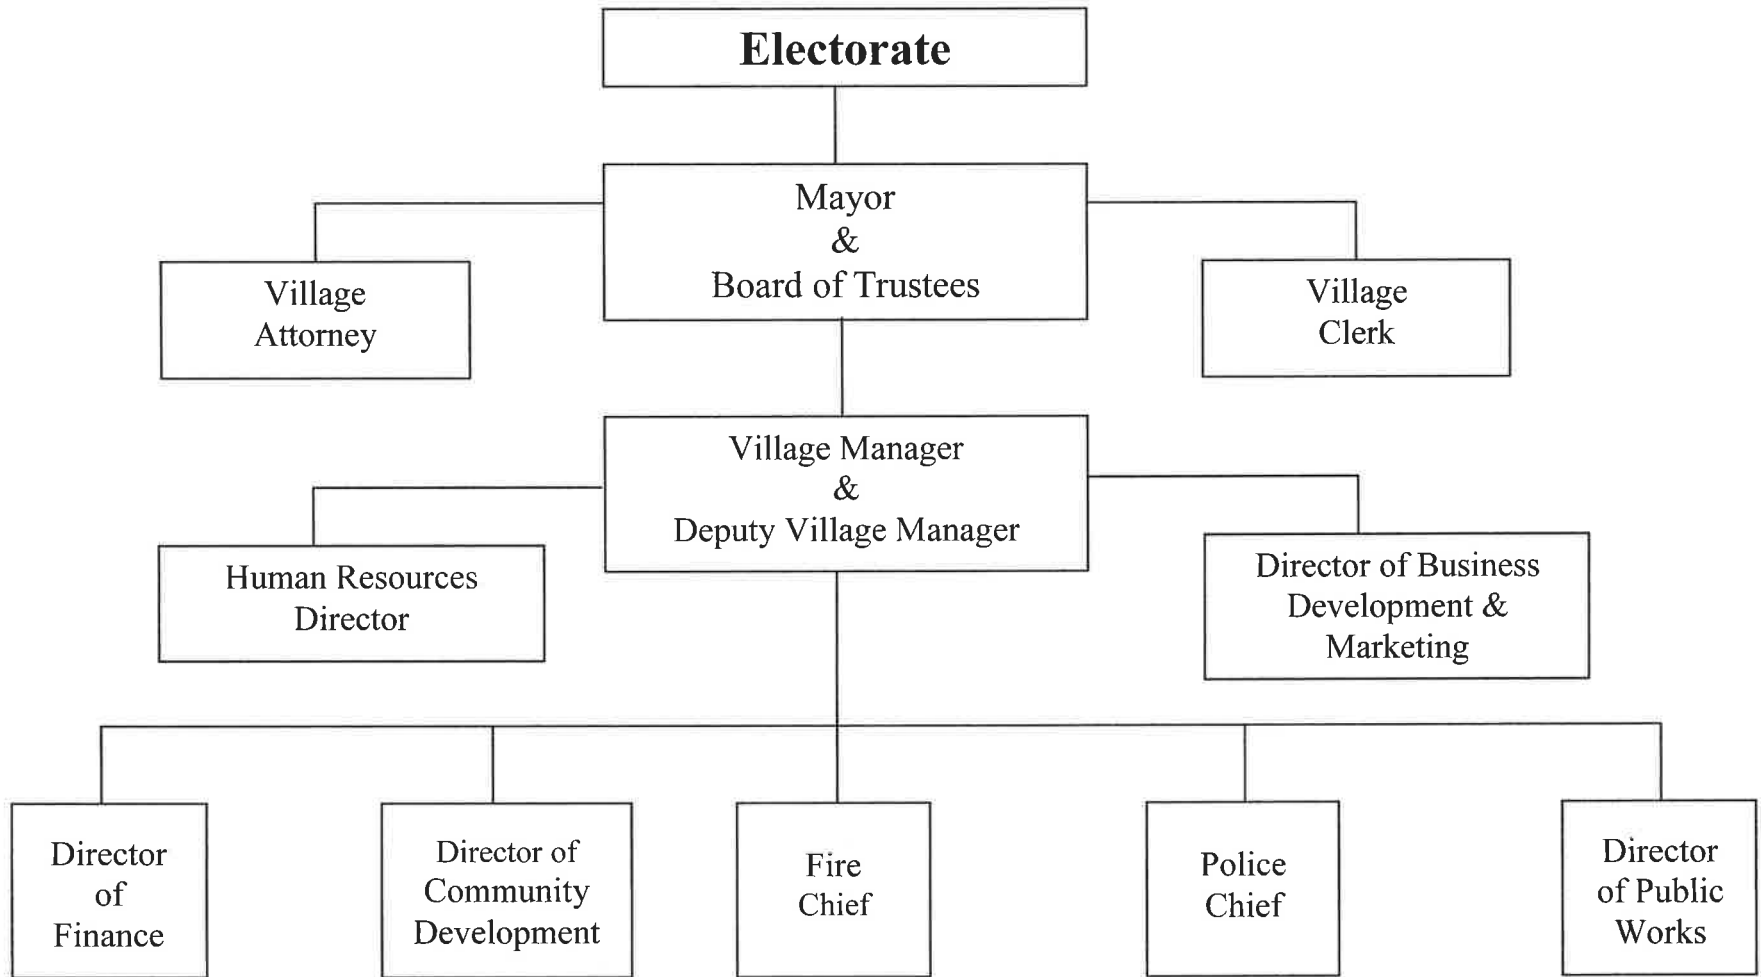 Electorate
Mayor
&
Board of Trustees
Village
Attorney
Village
Clerk
Village Manager
&
Deputy Village Manager
Human Resources
Director
Director of Business
Development &
Marketing
Director
of
Finance
Director of
Community
Development
Fire
Chief
Police
Chief
Director
of Public
Works